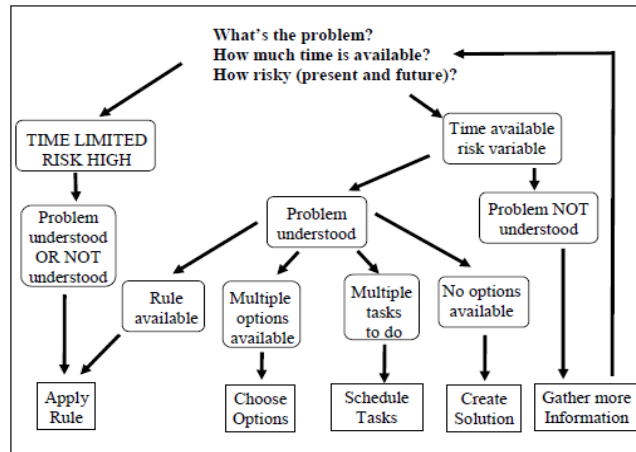 What's the problem?
How much time is available?
How risky (present and future)?
TIME LIMITED
RISK HIGH
Time available
risk variable
Problem
understood
OR NOT
understood
Problem
understood
Problem NOT
understood
Rule
available
Multiple
options
available
Multiple
tasks
to do
No options
available
Apply
Rule
Choose
Options
Schedule
Tasks
Create
Solution
Gather more
Information